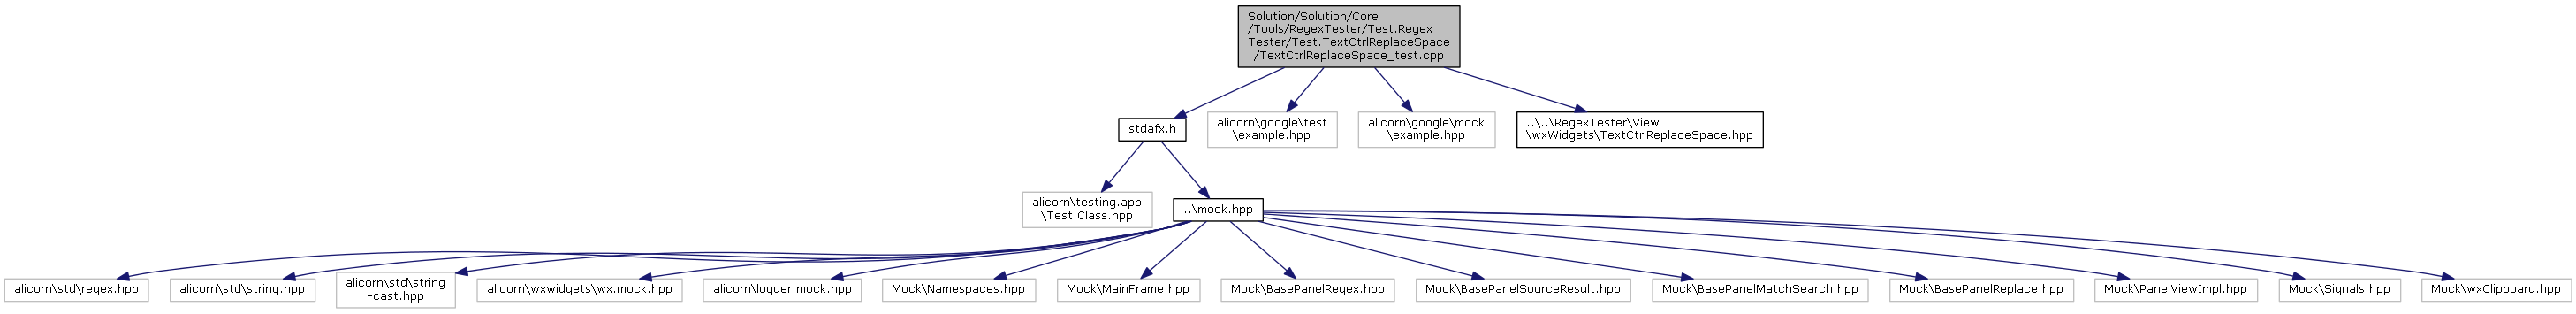 Solution/Solution/Core
/Tools/RegexTester/Test.Regex
Tester/Test.TextCtrlReplaceSpace
/TextCtrlReplaceSpace_test.cpp
stdafx.h
alicorn\google\test
\example.hpp
alicorn\google\mock
\example.hpp
..\..\RegexTester\View
\wxWidgets\TextCtrlReplaceSpace.hpp
alicorn\testing.app
\Test.Class.hpp
..\mock.hpp
alicorn\std\regex.hpp
alicorn\std\string.hpp
alicorn\std\string
-cast.hpp
alicorn\wxwidgets\wx.mock.hpp
alicorn\logger.mock.hpp
Mock\Namespaces.hpp
Mock\MainFrame.hpp
Mock\BasePanelRegex.hpp
Mock\BasePanelSourceResult.hpp
Mock\BasePanelMatchSearch.hpp
Mock\BasePanelReplace.hpp
Mock\PanelViewImpl.hpp
Mock\Signals.hpp
Mock\wxClipboard.hpp